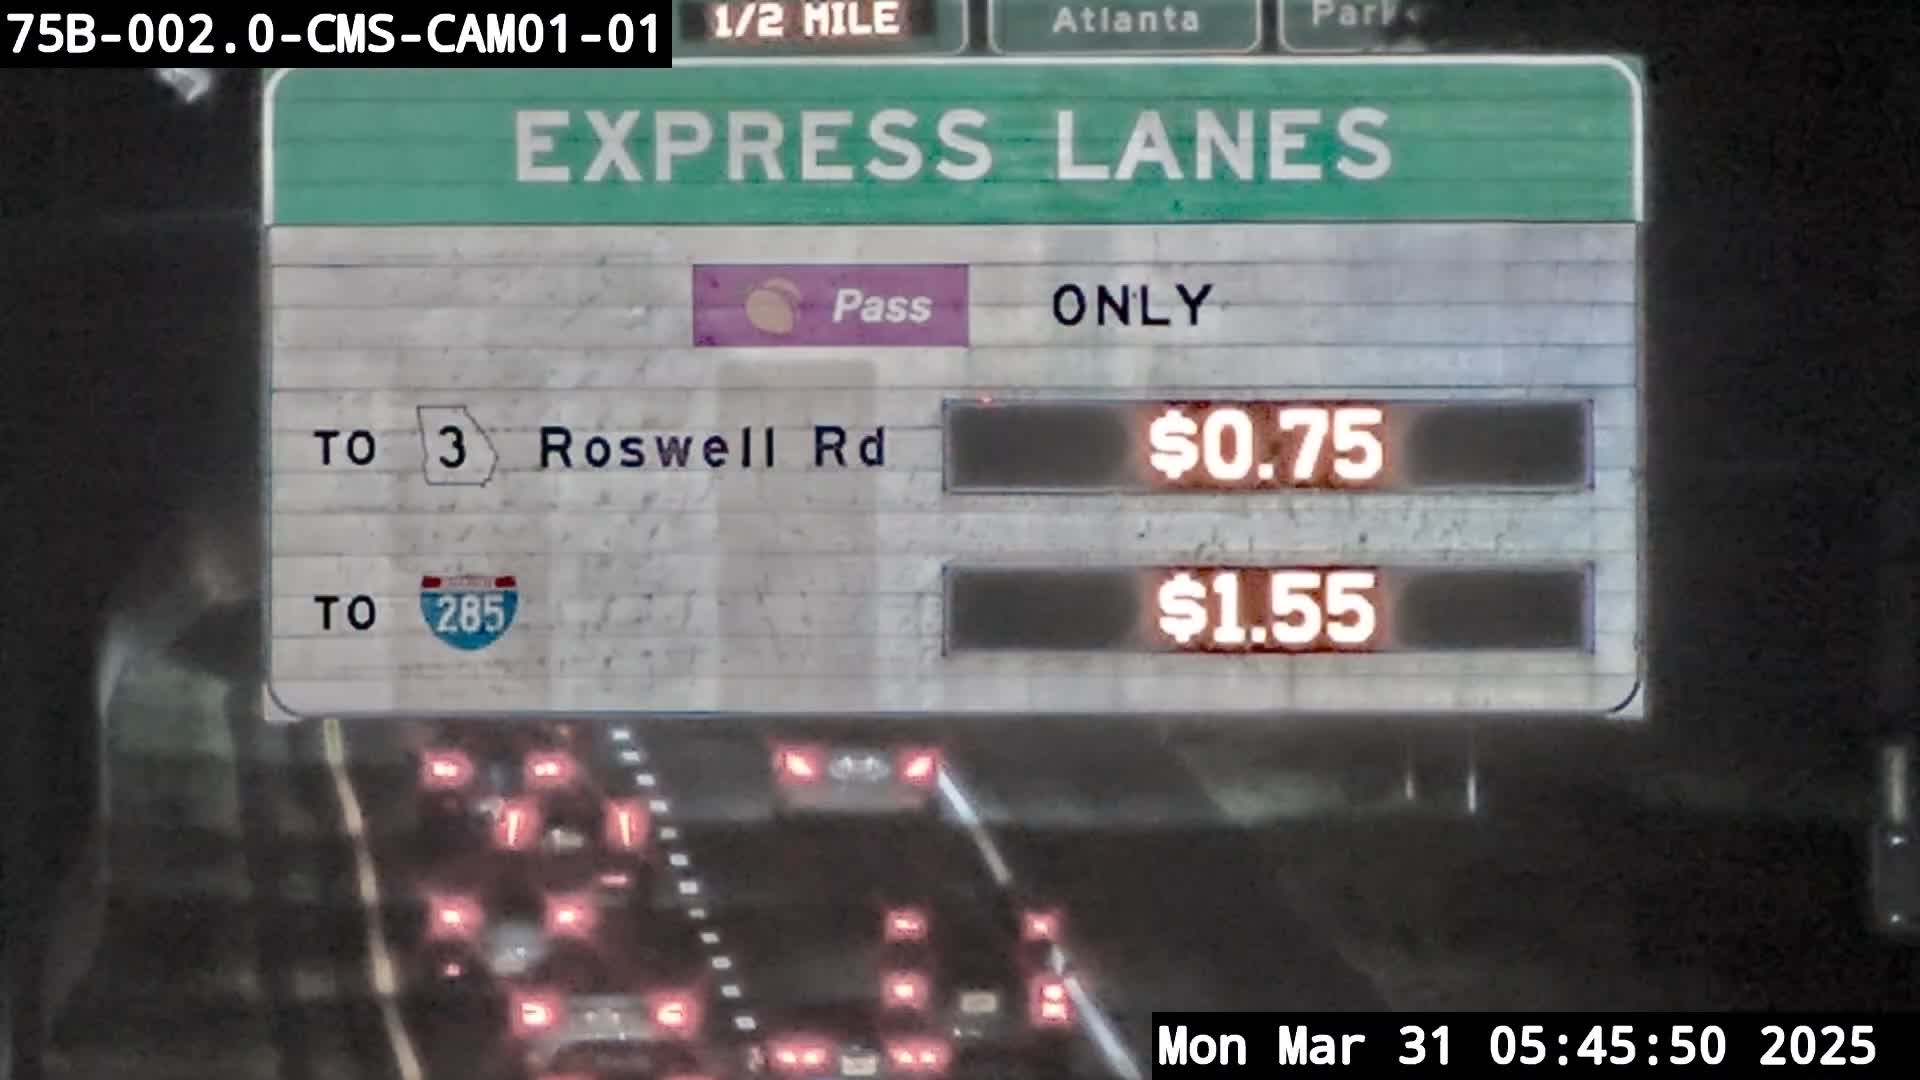 75B-002.0-CMS-CAM01-01
1/2 MILE
Atlanta
EXPRESS LANES
Pass ONLY
TO 3 Roswell Rd $0.75
TO 285 $1.55
Mon Mar 31 05:45:50 2025